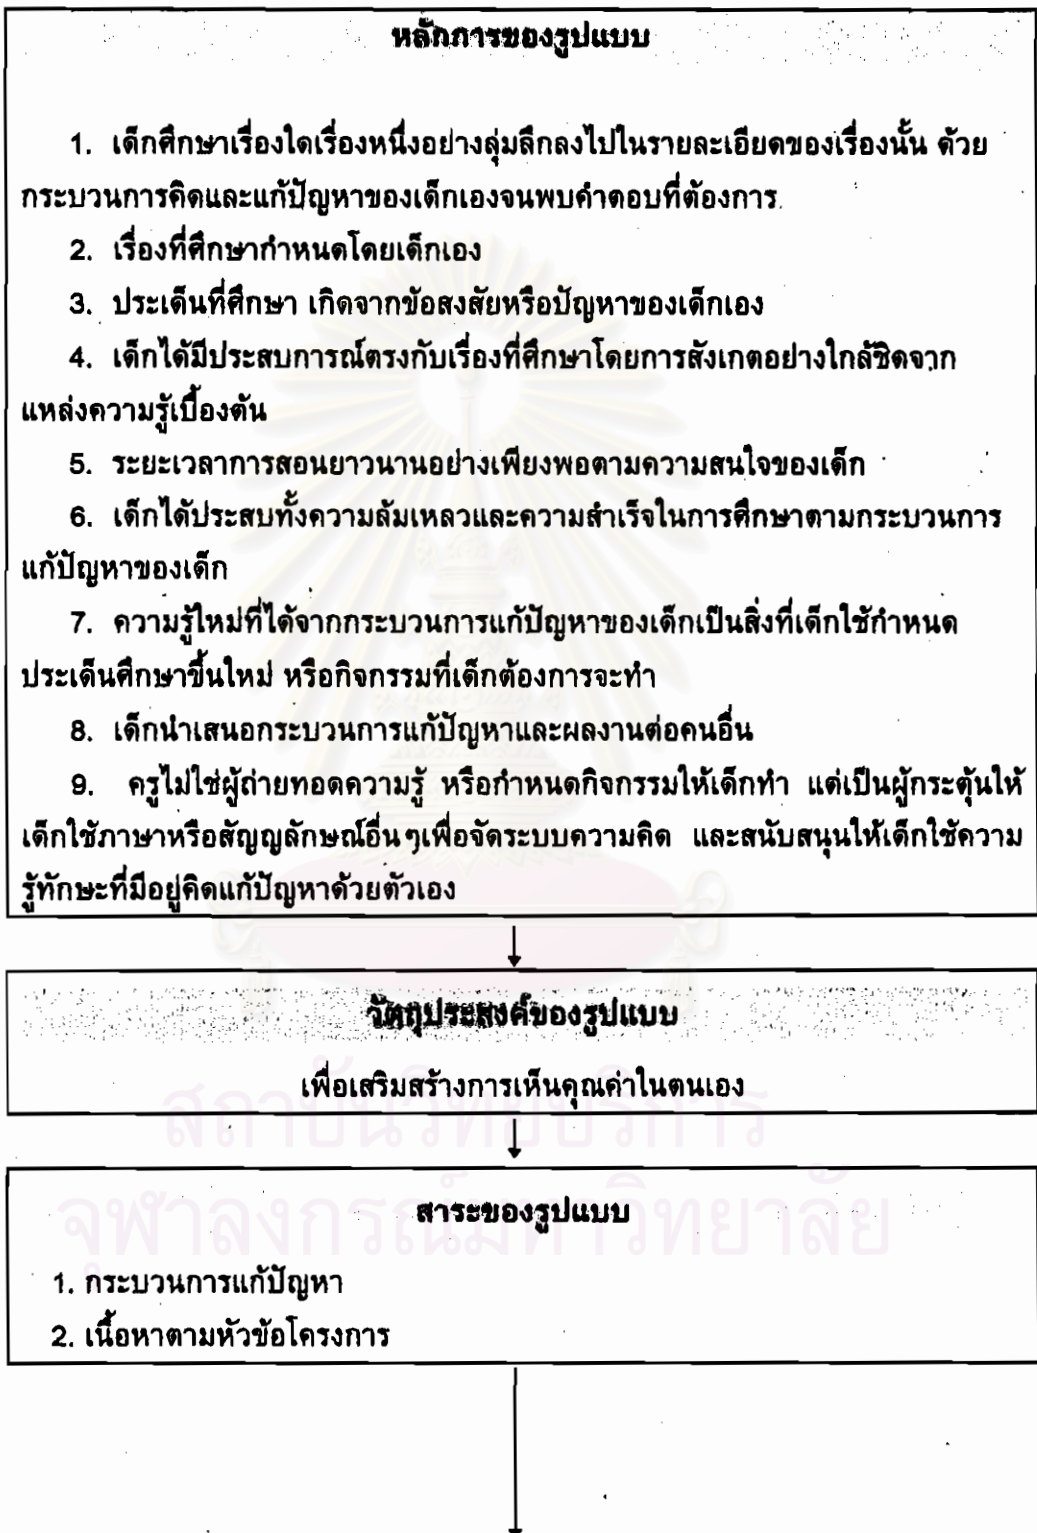 หลักการของรูปแบบ
1. เด็กศึกษาเรื่องใดเรื่องหนึ่งอย่างลุ่มลึกลงไปในรายละเอียดของเรื่องนั้น ด้วย
กระบวนการคิดและแก้ปัญหาของเด็กเองจนพบคำตอบที่ต้องการ
2. เรื่องที่ศึกษากำหนดโดยเด็กเอง
3. ประเด็นที่ศึกษา เกิดจากข้อสงสัยหรือปัญหาของเด็กเอง
4. เด็กได้มีประสบการณ์ตรงกับเรื่องที่ศึกษาโดยการสังเกตอย่างใกล้ชิดจาก
แหล่งความรู้เบื้องต้น
5. ระยะเวลาการสอนยาวนานอย่างเพียงพอตามความสนใจของเด็ก
6. เด็กได้ประสบทั้งความล้มเหลวและความสำเร็จในการศึกษาตามกระบวนการ
แก้ปัญหาของเด็ก
7. ความรู้ใหม่ที่ได้จากกระบวนการแก้ปัญหาของเด็กเป็นสิ่งที่เด็กใช้กำหนด
ประเด็นศึกษาขึ้นใหม่ หรือกิจกรรมที่เด็กต้องการจะทำ
8. เด็กนำเสนอกระบวนการแก้ปัญหาและผลงานต่อคนอื่น
9. ครูไม่ใช่ผู้ถ่ายทอดความรู้ หรือกำหนดกิจกรรมให้เด็กทำ แต่เป็นผู้กระตุ้นให้
เด็กใช้ภาษาหรือสัญญลักษณ์อื่นๆเพื่อจัดระบบความคิด และสนับสนุนให้เด็กใช้ความ
รู้ทักษะที่มีอยู่คิดแก้ปัญหาด้วยตัวเอง
วัตถุประสงค์ของรูปแบบ
เพื่อเสริมสร้างการเห็นคุณค่าในตนเอง
สถาบันวิทยบริการ
จุฬาลงกรณ์มหาวิทยาลัย
สาระของรูปแบบ
1. กระบวนการแก้ปัญหา
2. เนื้อหาตามหัวข้อโครงการ